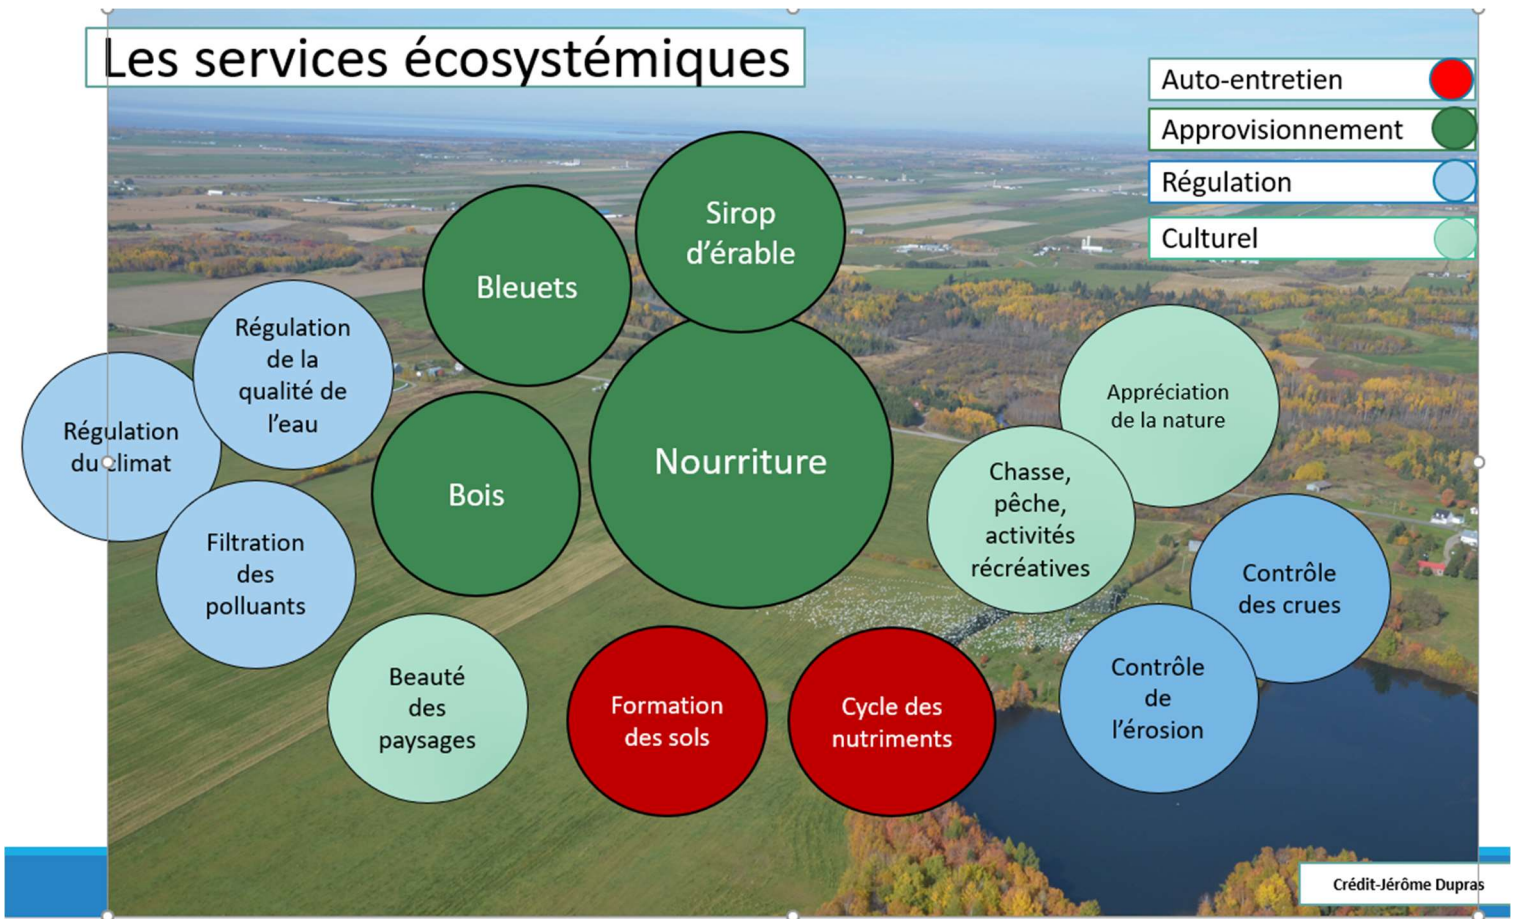 Les services écosystémiques
Auto-entretien
Approvisionnement
Régulation
Culturel
Sirop
d’érable
Bleuets
Régulation
de la
qualité de
l’eau
Régulation
du climat
Nourriture
Bois
Appréciation
de la nature
Chasse,
pêche,
activités
récréatives
Filtration
des
polluants
Contrôle
des crues
Beauté
des
paysages
Formation
des sols
Cycle des
nutriments
Contrôle
de
l’érosion
Crédit-Jérôme Dupras